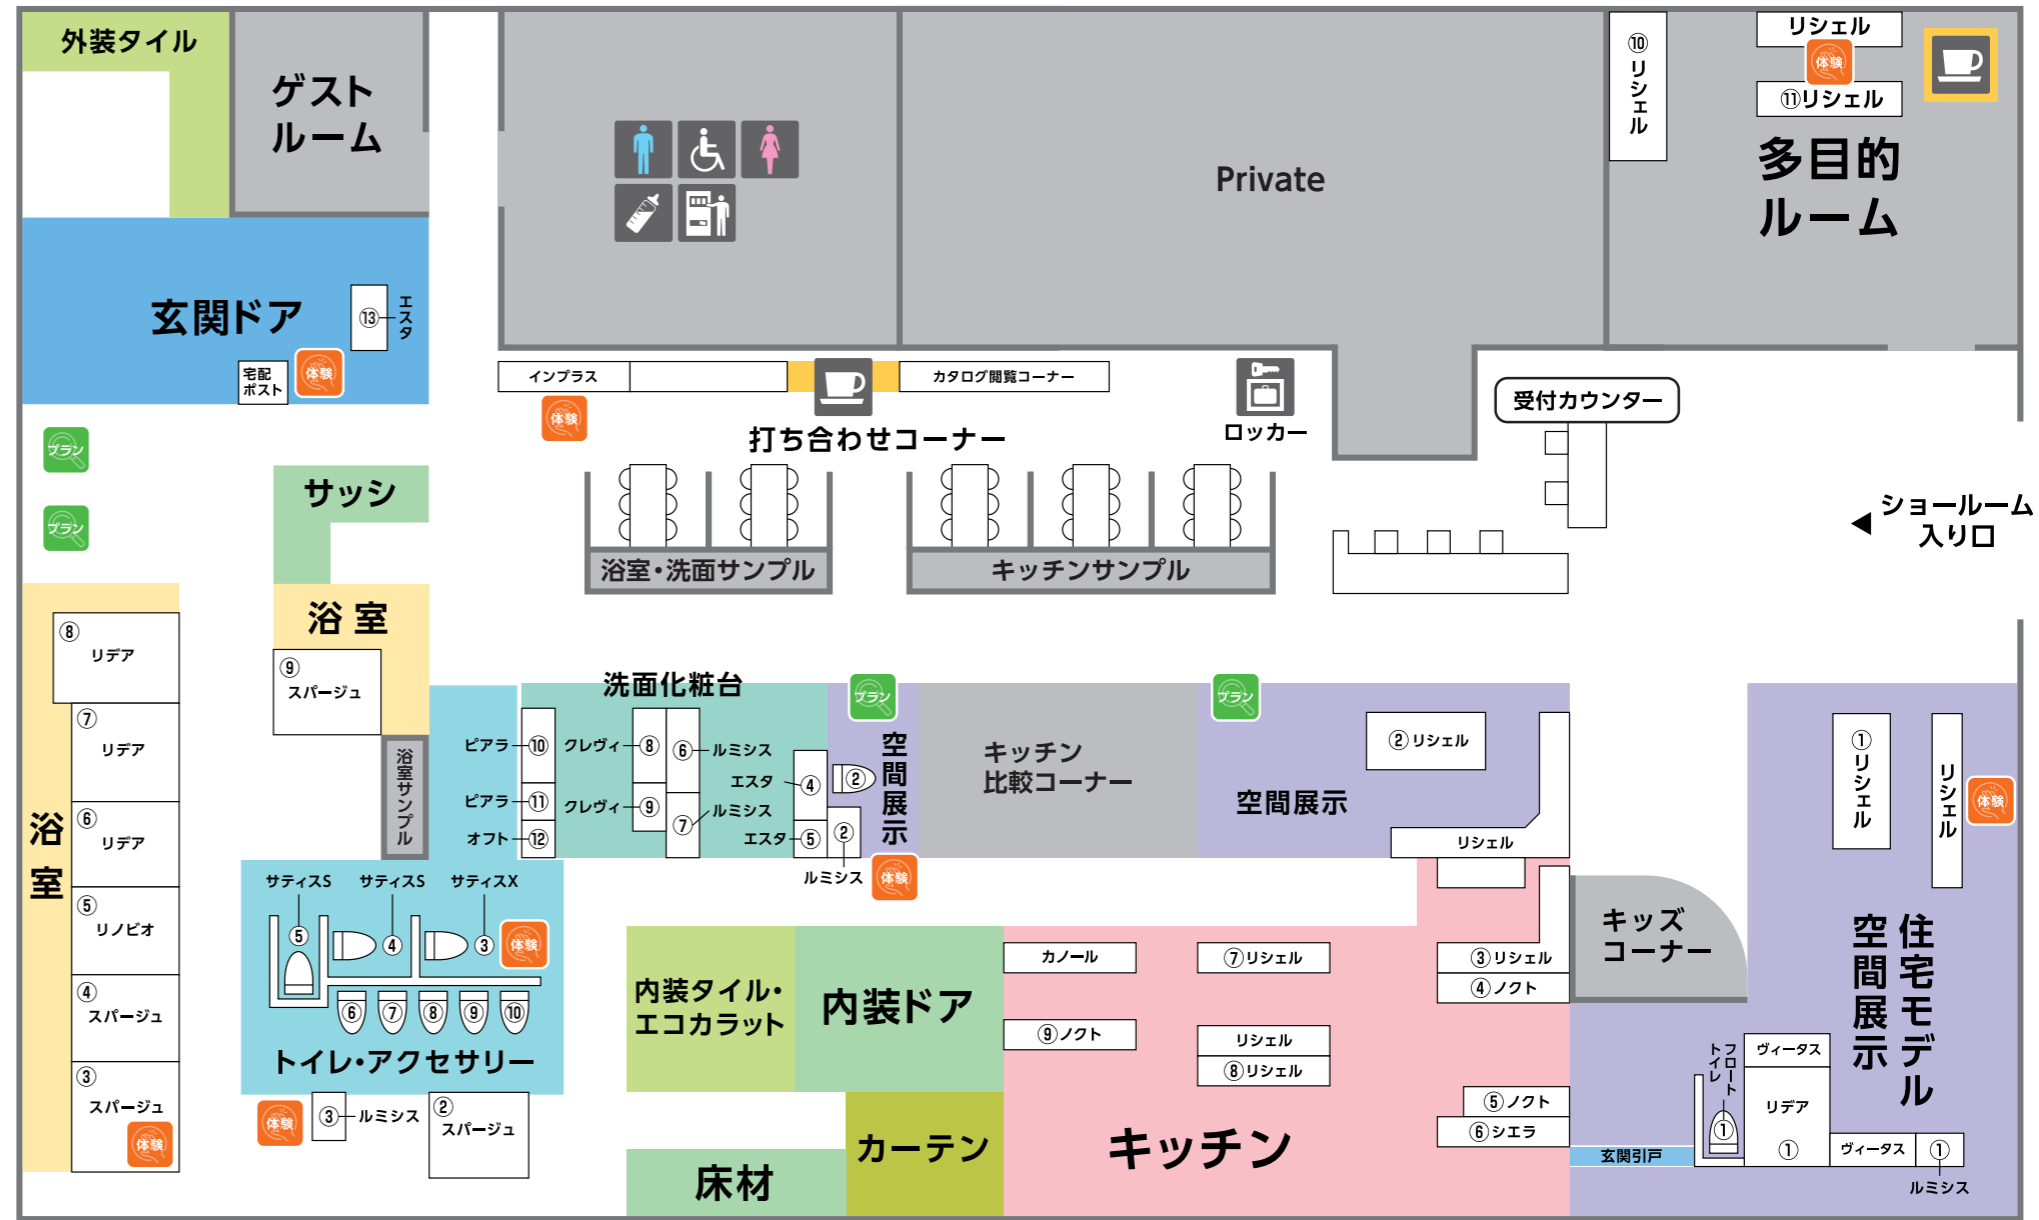 外装タイル
ゲスト
ルーム
Private
⑩リシェル
リシェル
体験
⑪リシェル
多目的
ルーム
玄関ドア
⑬
エスタ
宅配
ポスト
体験
インプラス
体験
カタログ閲覧コーナー
打ち合わせコーナー
ロッカー
受付カウンター
ショールーム
入り口
プラン
プラン
サッシ
浴室・洗面サンプル
キッチンサンプル
浴室
⑧
リデア
⑦
リデア
⑥
リデア
⑤
リノビオ
④
スパージュ
③
スパージュ
体験
浴室
⑨
スパージュ
浴室サンプル
洗面化粧台
ピアラ ⑩
ピアラ ⑪
オフト ⑫
クレヴィ ⑧
クレヴィ ⑨
⑥ ルミシス
⑦ ルミシス
エスタ ④
エスタ ⑤
②
②
ルミシス
プラン
空間展示
体験
キッチン
比較コーナー
プラン
空間展示
②リシェル
リシェル
①リシェル
リシェル
体験
サティスS
サティスS
サティスX
⑤
④
③
体験
⑥
⑦
⑧
⑨
⑩
トイレ・アクセサリー
体験
③ ルミシス
②
スパージュ
内装タイル・
エコカラット
内装ドア
床材
カーテン
カノール
⑨ノクト
⑦リシェル
リシェル
⑧リシェル
③リシェル
④ノクト
⑤ノクト
⑥シエラ
キッチン
キッズ
コーナー
住宅モデル
空間展示
フロート
トイレ
①
ヴィータス
リデア
①
ヴィータス
①
ルミシス
玄関引戸